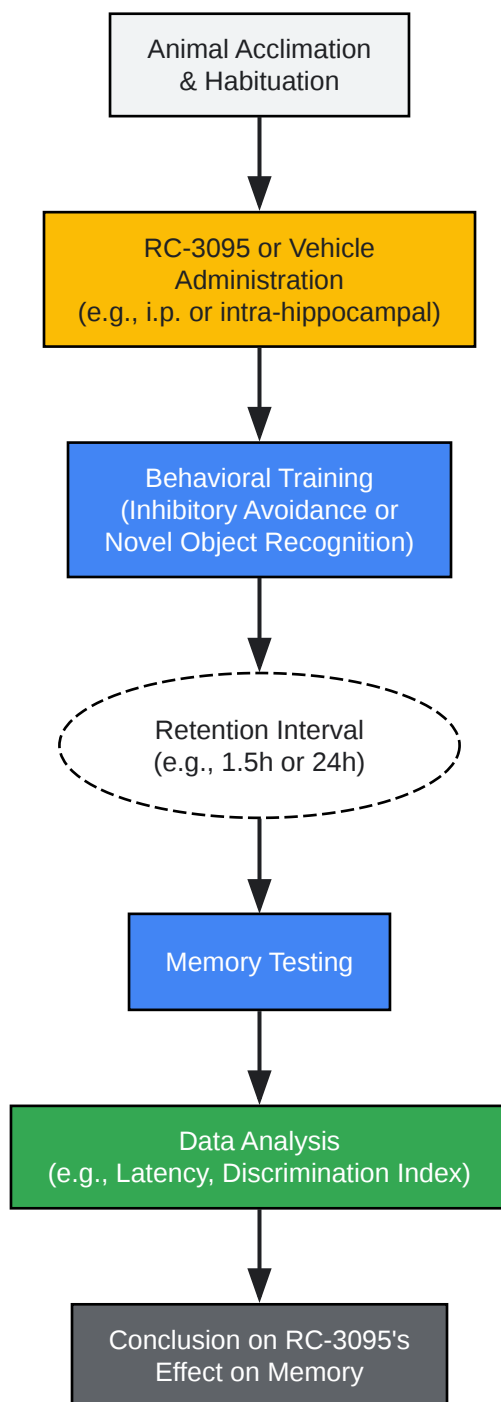 Animal Acclimation
& Habituation
RC-3095 or Vehicle
Administration
(e.g., i.p. or intra-hippocampal)
Behavioral Training
(Inhibitory Avoidance or
Novel Object Recognition)
Retention Interval
(e.g., 1.5h or 24h)
Memory Testing
Data Analysis
(e.g., Latency, Discrimination Index)
Conclusion on RC-3095's
Effect on Memory